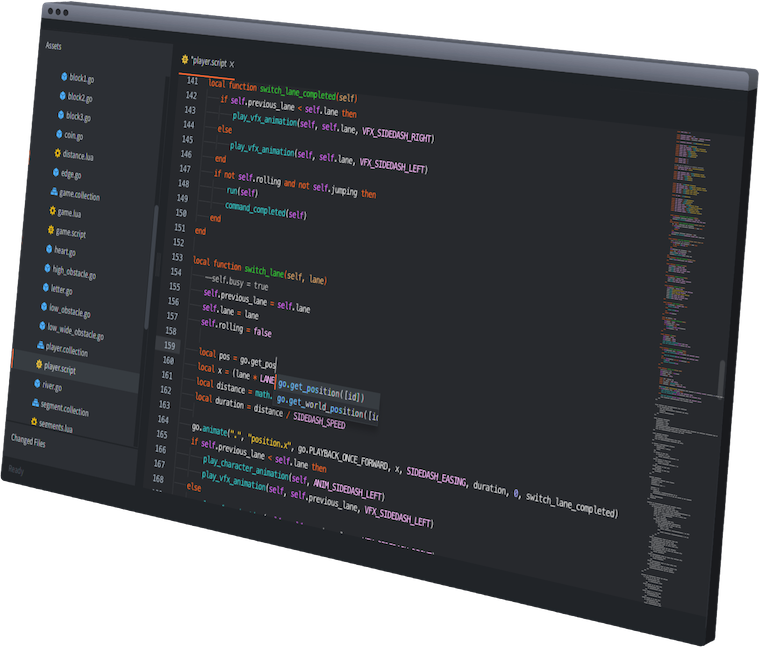 Assets
block1.go
block2.go
block3.go
coin.go
distance.lua
edge.go
game.collection
game.lua
game.script
heart.go
high_obstacle.go
letter.go
low_obstacle.go
low_wide_obstacle.go
player.collection
player.script
river.go
segment.collection
segments.lua
Changed Files
Ready
*player.script x
141 local function switch_lane_completed(self)
142 if self.previous_lane < self.lane then
143 play_vfx_animation(self, self.lane, VFX_SIDEDASH_RIGHT)
144 else
145 play_vfx_animation(self, self.lane, VFX_SIDEDASH_LEFT)
146 end
147 if not self.rolling and not self.jumping then
148 run(self)
149 command_completed(self)
150 end
151 end
152
153 local function switch_lane(self, lane)
154 --self.busy = true
155 self.previous_lane = self.lane
156 self.lane = lane
157 self.rolling = false
158
159 local pos = go.get_pos
160 local x = (lane * LANE
161 local distance = math.
162 local duration = distance / SIDEDASH_SPEED
go.get_position([id])
go.get_world_position([id
163
164 go.animate(".", "position.x", go.PLAYBACK_ONCE_FORWARD, x, SIDEDASH_EASING, duration, 0, switch_lane_completed)
165 if self.previous_lane < self.lane then
166 play_character_animation(self, ANIM_SIDEDASH_LEFT)
167 play_vfx_animation(self, self.previous_lane, VFX_SIDEDASH_LEFT)
168 else